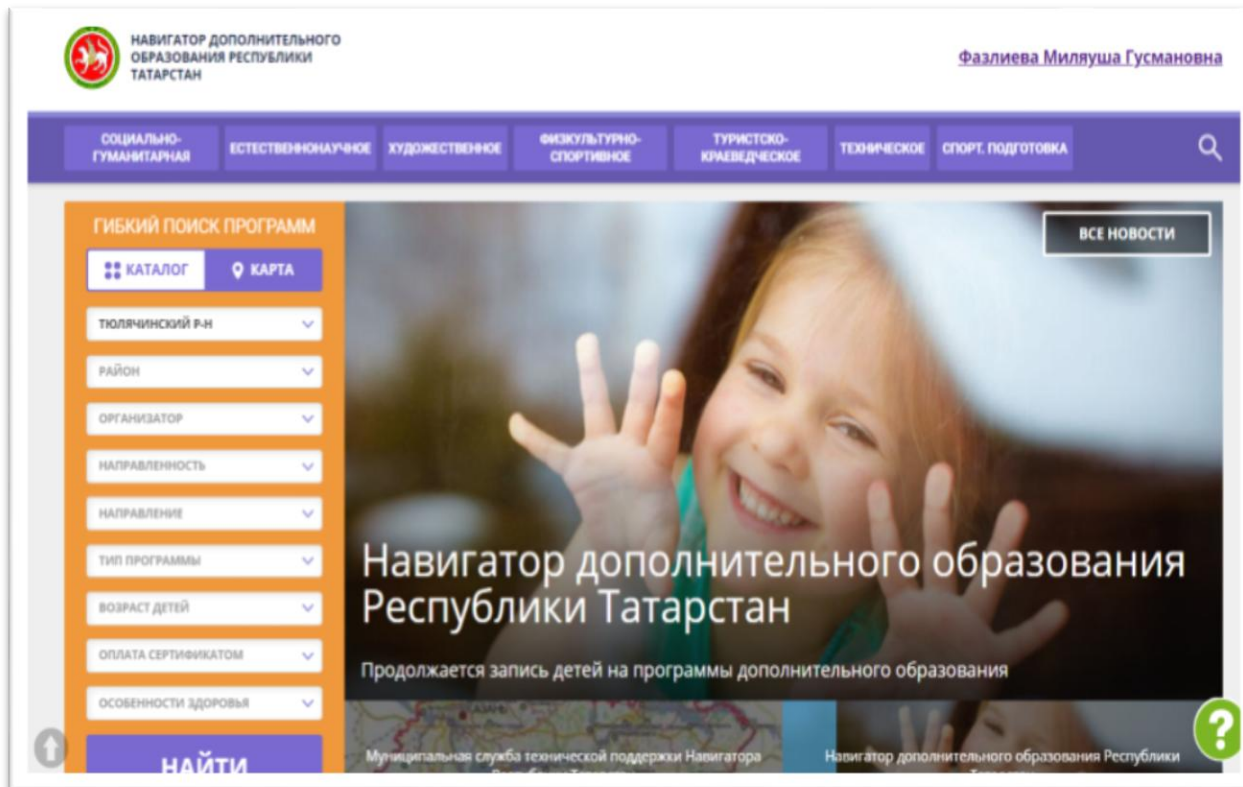 НАВИГАТОР ДОПОЛНИТЕЛЬНОГО
ОБРАЗОВАНИЯ РЕСПУБЛИКИ
ТАТАРСТАН
Фазлиева Миляуша Гусмановна
СОЦИАЛЬНО-
ГУМАНИТАРНАЯ
ЕСТЕСТВЕННОНАУЧНОЕ
ХУДОЖЕСТВЕННОЕ
ФИЗКУЛЬТУРНО-
СПОРТИВНОЕ
ТУРИСТСКО-
КРАЕВЕДЧЕСКОЕ
ТЕХНИЧЕСКОЕ
СПОРТ. ПОДГОТОВКА
ГИБКИЙ ПОИСК ПРОГРАММ
КАТАЛОГ
КАРТА
ТЮЛЯЧИНСКИЙ Р-Н
РАЙОН
ОРГАНИЗАТОР
НАПРАВЛЕННОСТЬ
НАПРАВЛЕНИЕ
ТИП ПРОГРАММЫ
ВОЗРАСТ ДЕТЕЙ
ОПЛАТА СЕРТИФИКАТОМ
ОСОБЕННОСТИ ЗДОРОВЬЯ
НАЙТИ
ВСЕ НОВОСТИ
Навигатор дополнительного образования
Республики Татарстан
Продолжается запись детей на программы дополнительного образования
КАЗАНЬ
Муниципальная служба технической поддержки Навигатора
Навигатор дополнительного образования Республики
?